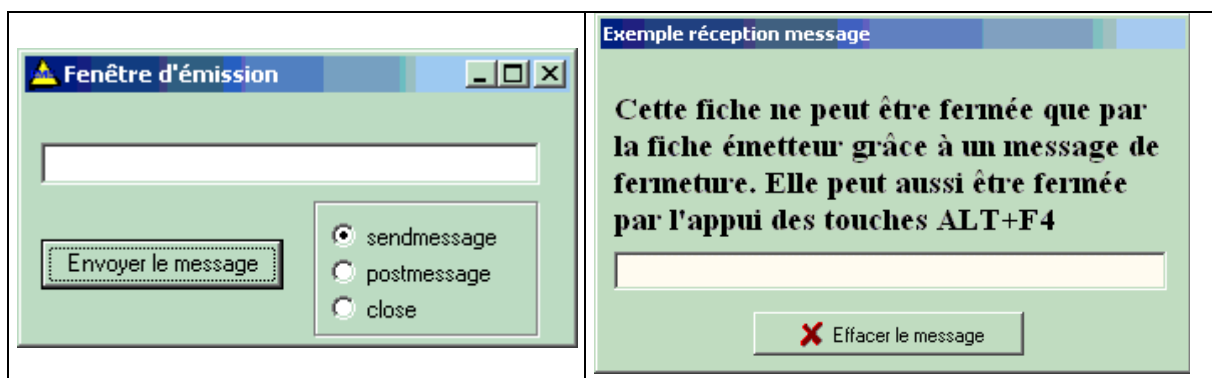 Fenêtre d'émission
Envoyer le message
sendmessage
postmessage
close
Exemple réception message
Cette fiche ne peut être fermée que par
la fiche émetteur grâce à un message de
fermeture. Elle peut aussi être fermée
par l'appui des touches ALT+F4
Effacer le message